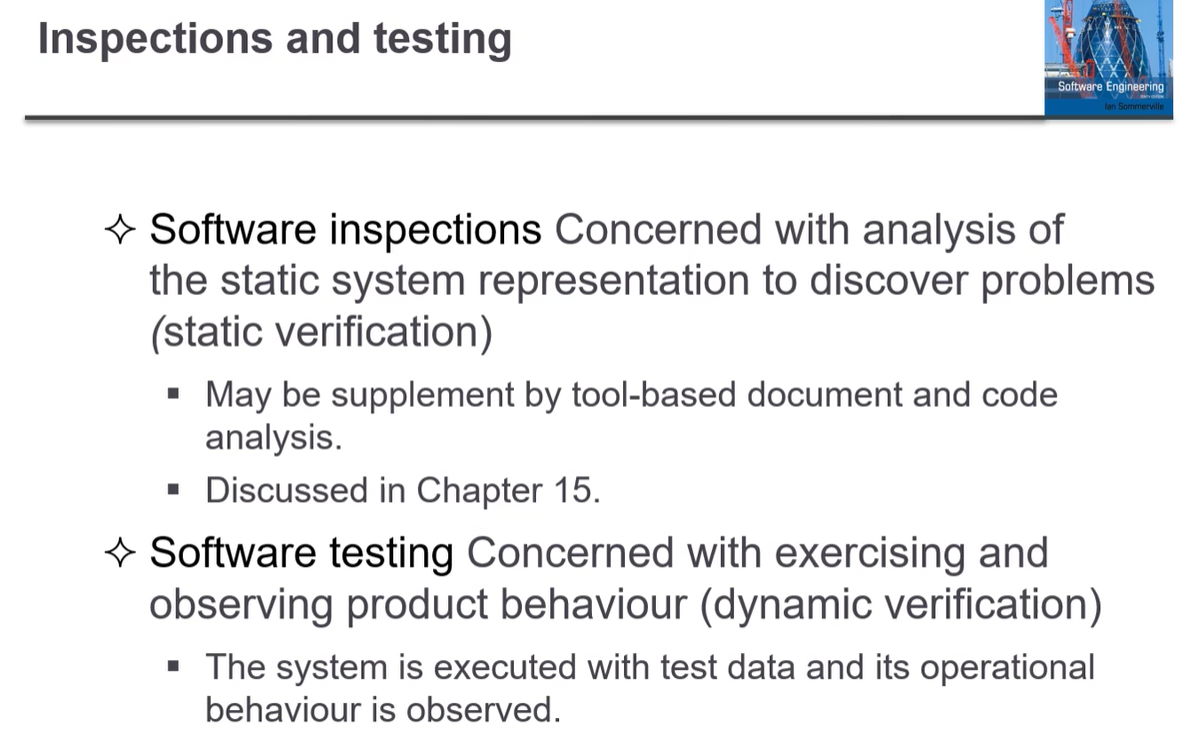 Inspections and testing
Software Engineering
Ian Sommerville
✧ Software inspections Concerned with analysis of
the static system representation to discover problems
(static verification)
▪ May be supplement by tool-based document and code
analysis.
▪ Discussed in Chapter 15.
✧ Software testing Concerned with exercising and
observing product behaviour (dynamic verification)
▪ The system is executed with test data and its operational
behaviour is observed.